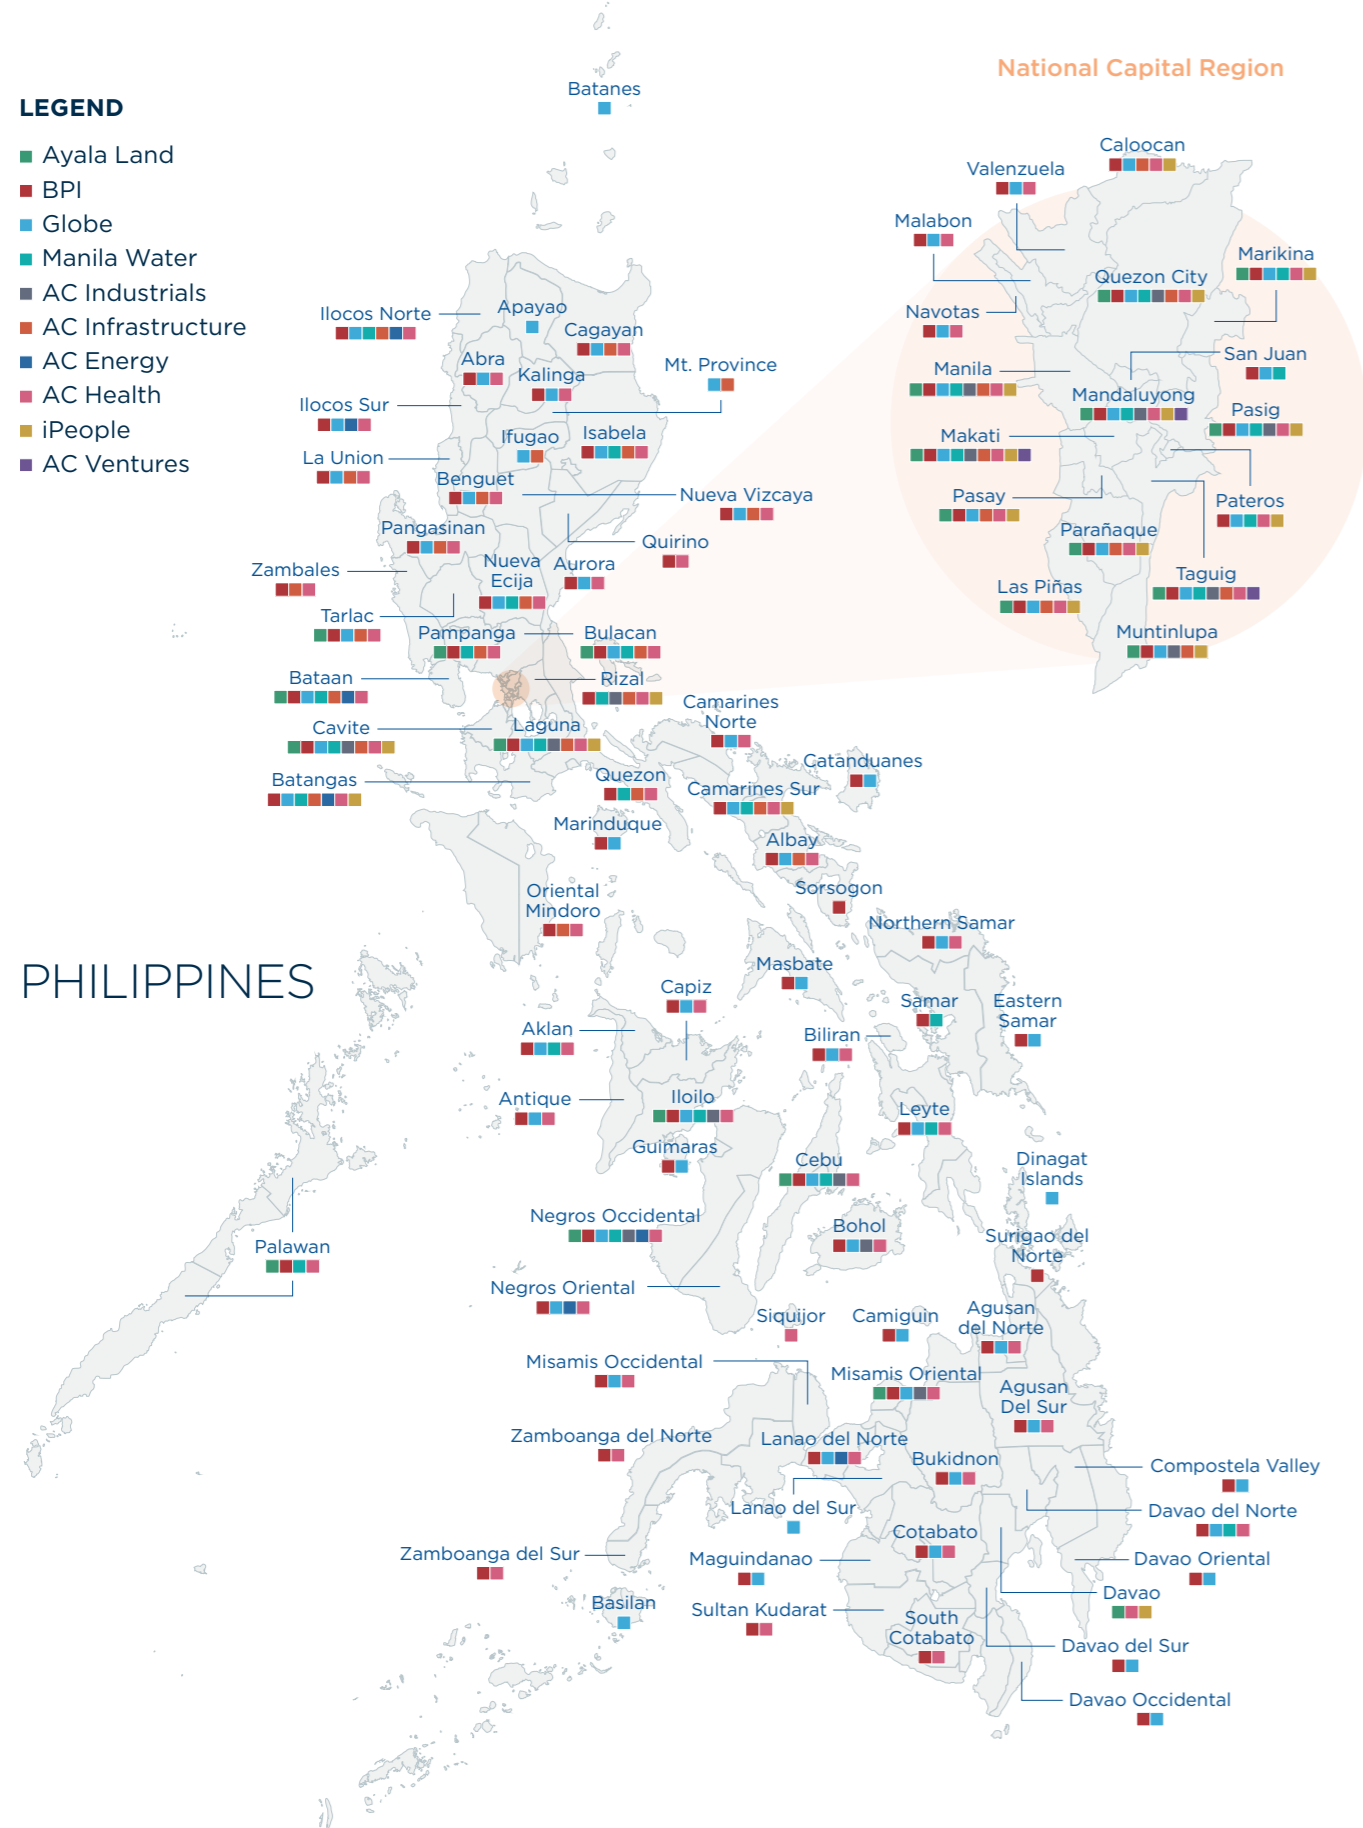 National Capital Region
LEGEND
Ayala Land
BPI
Globe
Manila Water
AC Industrials
AC Infrastructure
AC Energy
AC Health
iPeople
AC Ventures
Batanes
Caloocan
Valenzuela
Malabon
Marikina
Quezon City
Navotas
San Juan
Manila
Mandaluyong
Pasig
Makati
Pasay
Pateros
Parañaque
Taguig
Las Piñas
Muntinlupa
Ilocos Norte
Apayao
Cagayan
Abra
Kalinga
Mt. Province
Ilocos Sur
Ifugao
Isabela
La Union
Benguet
Nueva Vizcaya
Pangasinan
Quirino
Zambales
Nueva
Ecija
Aurora
Tarlac
Pampanga
Bulacan
Bataan
Rizal
Cavite
Laguna
Camarines
Norte
Batangas
Quezon
Camarines Sur
Catanduanes
Marinduque
Albay
Oriental
Mindoro
Sorsogon
Northern Samar
PHILIPPINES
Masbate
Capiz
Samar
Eastern
Samar
Aklan
Biliran
Antique
Iloilo
Leyte
Guimaras
Cebu
Dinagat
Islands
Negros Occidental
Bohol
Surigao del
Norte
Palawan
Negros Oriental
Siquijor
Camiguin
Agusan
del Norte
Misamis Occidental
Misamis Oriental
Agusan
Del Sur
Zamboanga del Norte
Lanao del Norte
Bukidnon
Compostela Valley
Lanao del Sur
Davao del Norte
Cotabato
Zamboanga del Sur
Maguindanao
Davao Oriental
Basilan
Sultan Kudarat
Davao
South
Cotabato
Davao del Sur
Davao Occidental